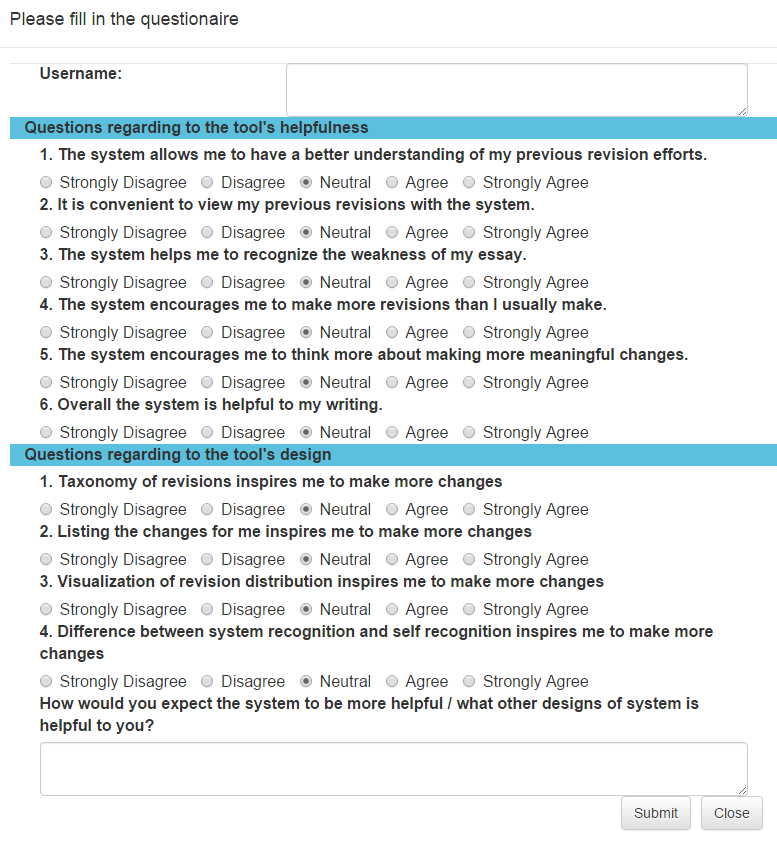 Please fill in the questionaire
Username:
Questions regarding to the tool's helpfulness
1. The system allows me to have a better understanding of my previous revision efforts.
Strongly Disagree Disagree Neutral Agree Strongly Agree
2. It is convenient to view my previous revisions with the system.
Strongly Disagree Disagree Neutral Agree Strongly Agree
3. The system helps me to recognize the weakness of my essay.
Strongly Disagree Disagree Neutral Agree Strongly Agree
4. The system encourages me to make more revisions than I usually make.
Strongly Disagree Disagree Neutral Agree Strongly Agree
5. The system encourages me to think more about making more meaningful changes.
Strongly Disagree Disagree Neutral Agree Strongly Agree
6. Overall the system is helpful to my writing.
Strongly Disagree Disagree Neutral Agree Strongly Agree
Questions regarding to the tool's design
1. Taxonomy of revisions inspires me to make more changes
Strongly Disagree Disagree Neutral Agree Strongly Agree
2. Listing the changes for me inspires me to make more changes
Strongly Disagree Disagree Neutral Agree Strongly Agree
3. Visualization of revision distribution inspires me to make more changes
Strongly Disagree Disagree Neutral Agree Strongly Agree
4. Difference between system recognition and self recognition inspires me to make more
changes
Strongly Disagree Disagree Neutral Agree Strongly Agree
How would you expect the system to be more helpful / what other designs of system is
helpful to you?
Submit Close